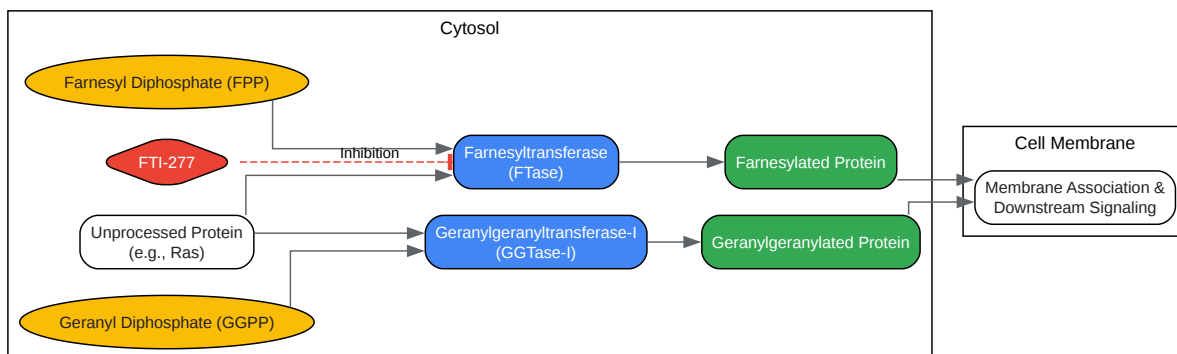 Cytosol
Farnesyl Diphosphate (FPP)
FTI-277
Inhibition
Farnesyltransferase
(FTase)
Farnesylated Protein
Cell Membrane
Membrane Association &
Downstream Signaling
Unprocessed Protein
(e.g., Ras)
Geranylgeranyltransferase-I
(GGTase-I)
Geranylgeranylated Protein
Geranyl Diphosphate (GGPP)